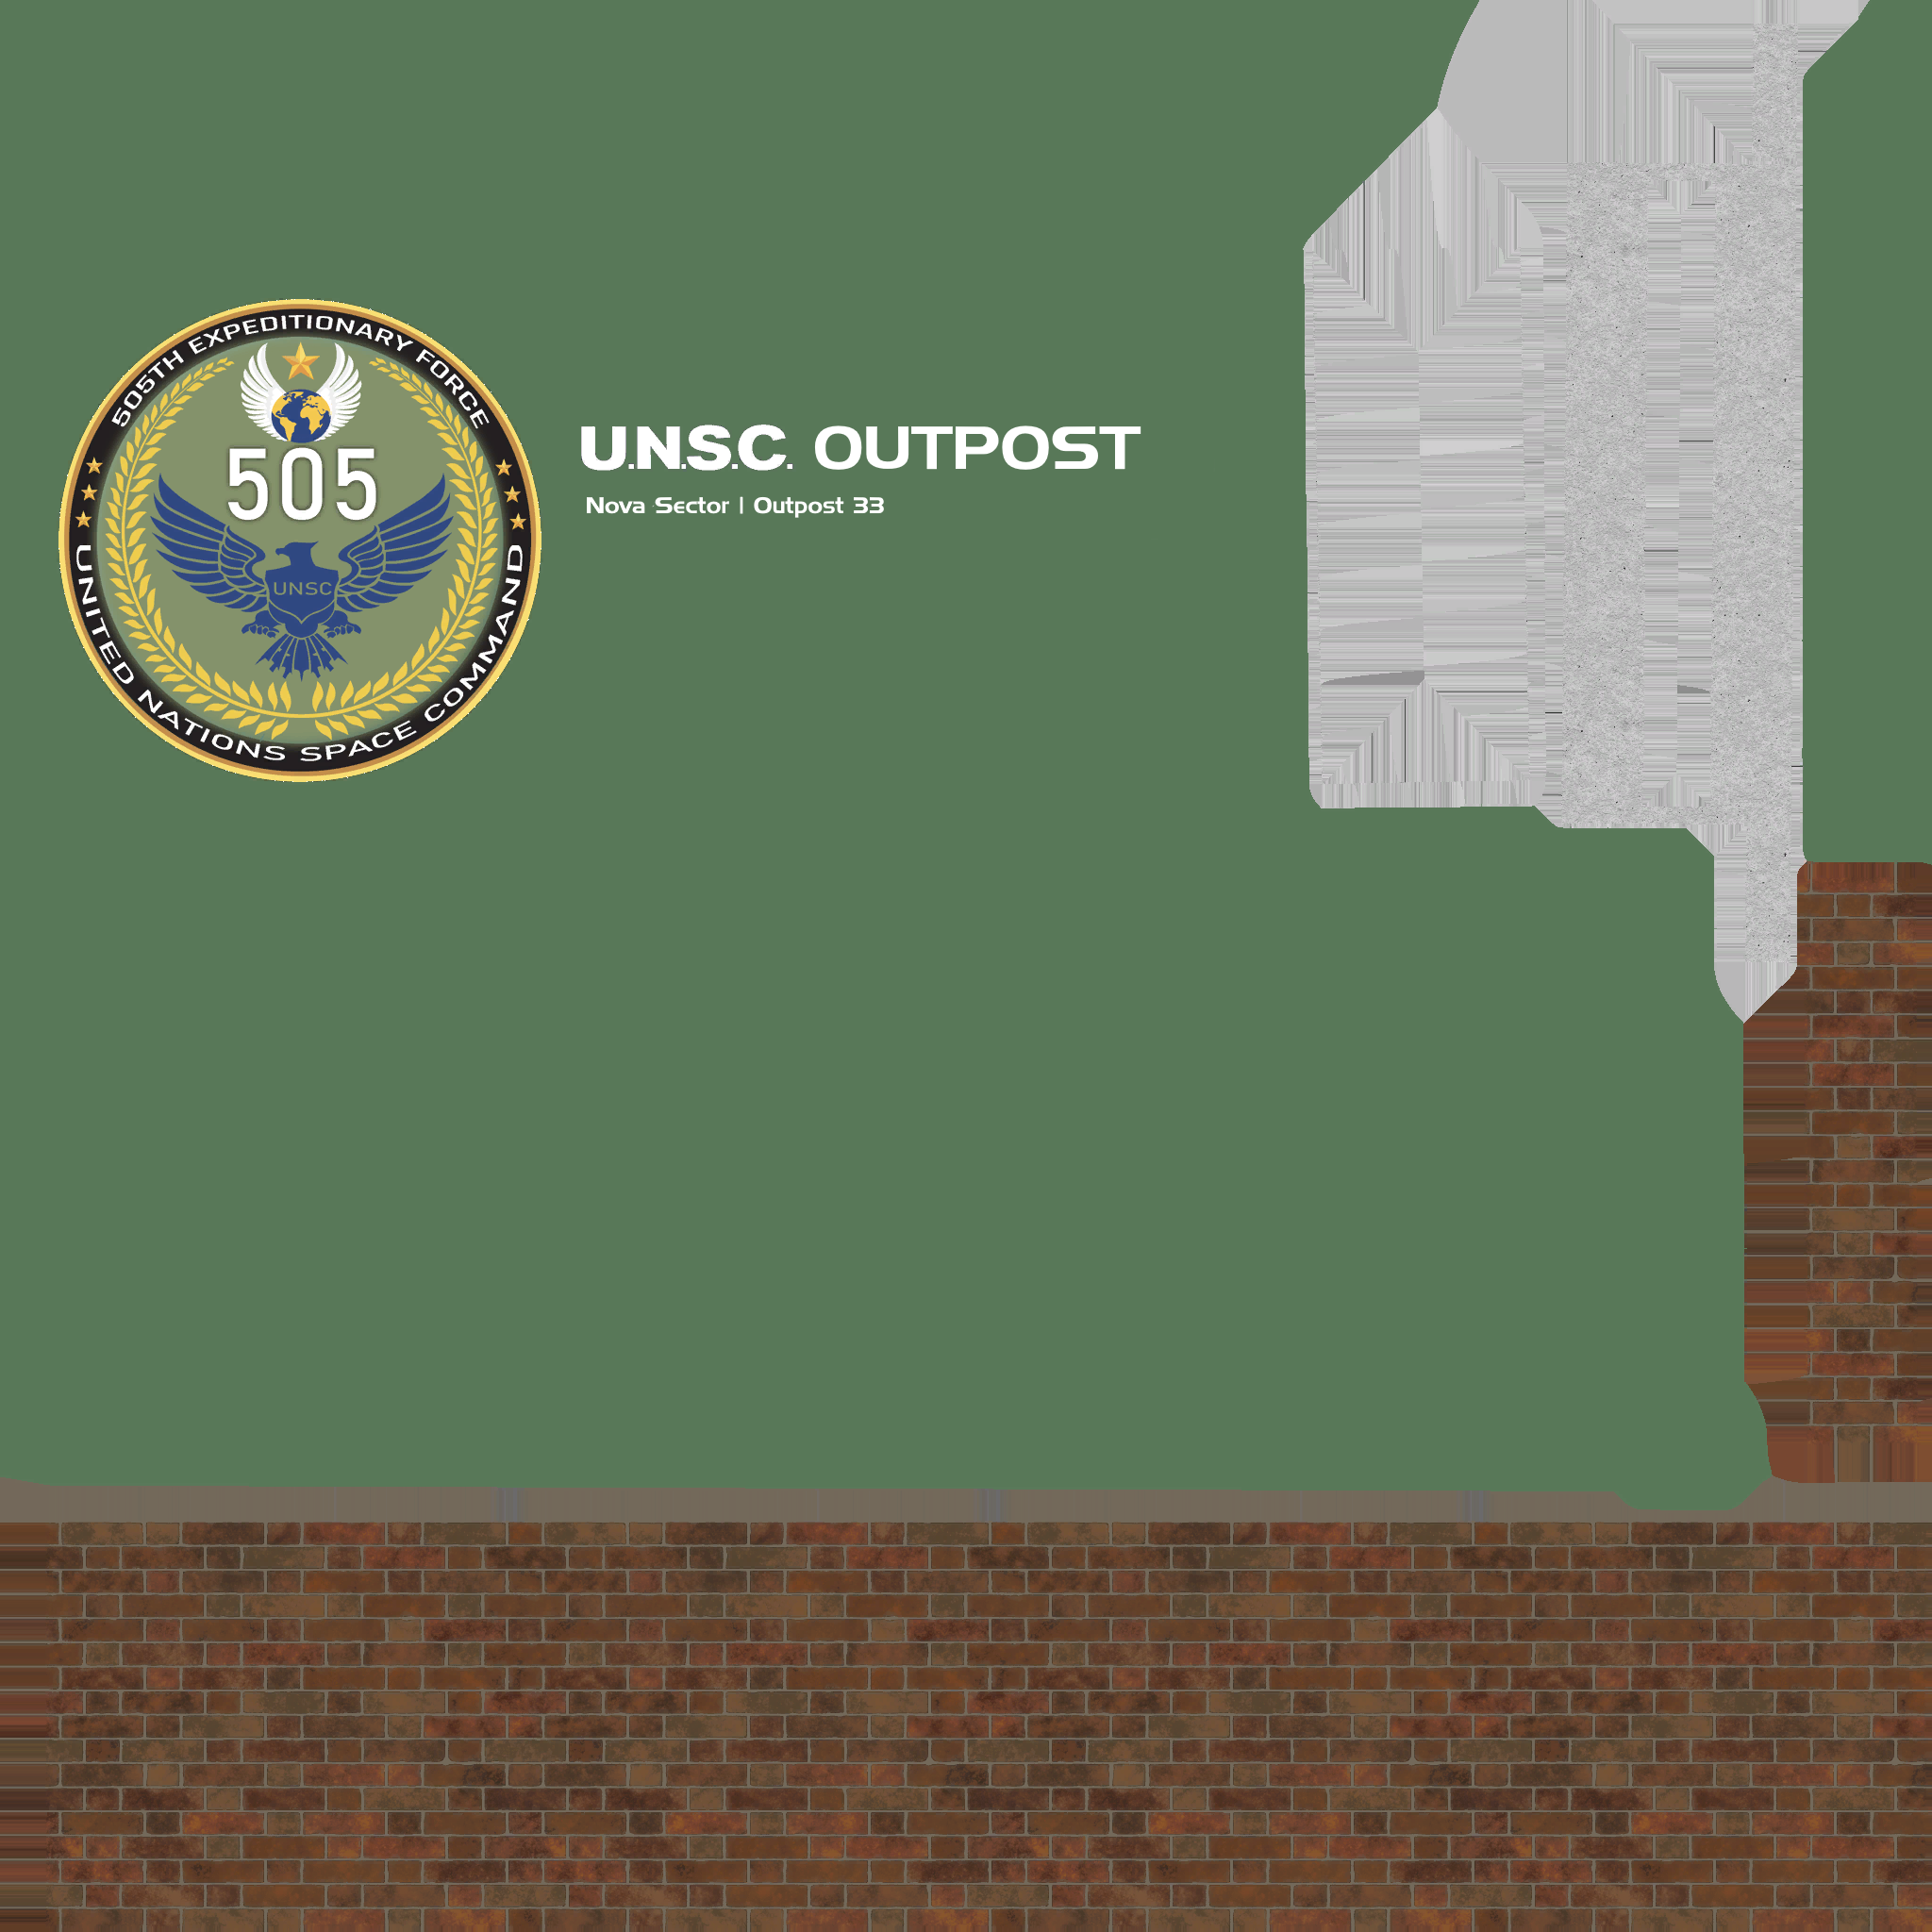 505TH EXPEDITIONARY FORCE
505
UNSC
UNITED NATIONS SPACE COMMAND
U.N.S.C. OUTPOST
Nova Sector | Outpost 33